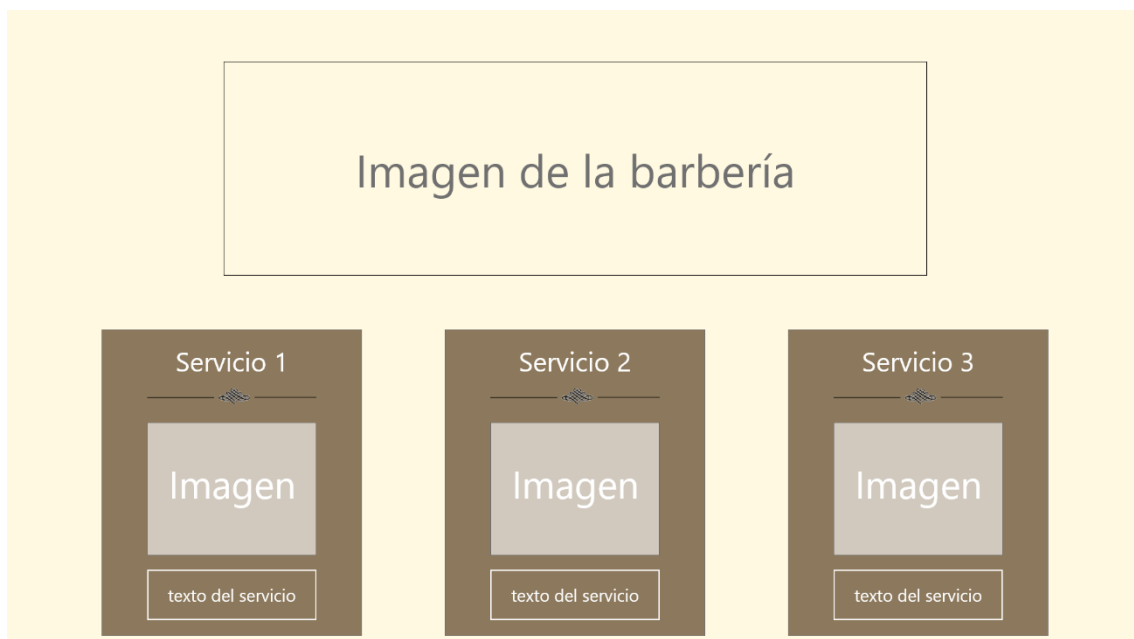 Imagen de la barbería
Servicio 1
Imagen
texto del servicio
Servicio 2
Imagen
texto del servicio
Servicio 3
Imagen
texto del servicio